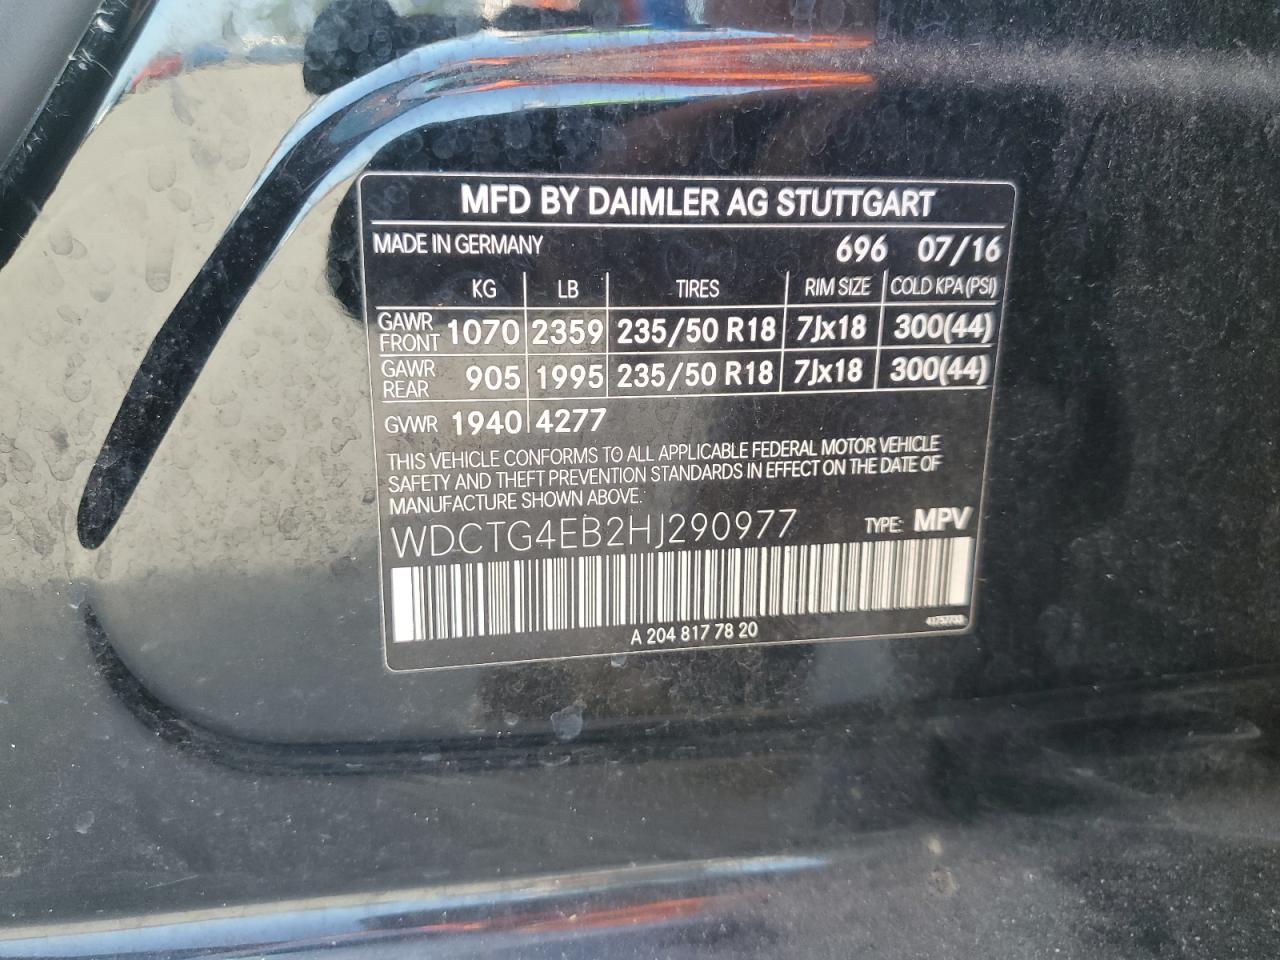 MFD BY DAIMLER AG STUTTGART
MADE IN GERMANY 696 07/16
KG LB TIRES RIM SIZE COLD KPA (PSI)
GAWR FRONT 1070 2359 235/50 R18 7Jx18 300(44)
GAWR REAR 905 1995 235/50 R18 7Jx18 300(44)
GVWR 1940 4277
THIS VEHICLE CONFORMS TO ALL APPLICABLE FEDERAL MOTOR VEHICLE
SAFETY AND THEFT PREVENTION STANDARDS IN EFFECT ON THE DATE OF
MANUFACTURE SHOWN ABOVE.
WDCTG4EB2HJ290977 TYPE: MPV
A 204 817 78 20